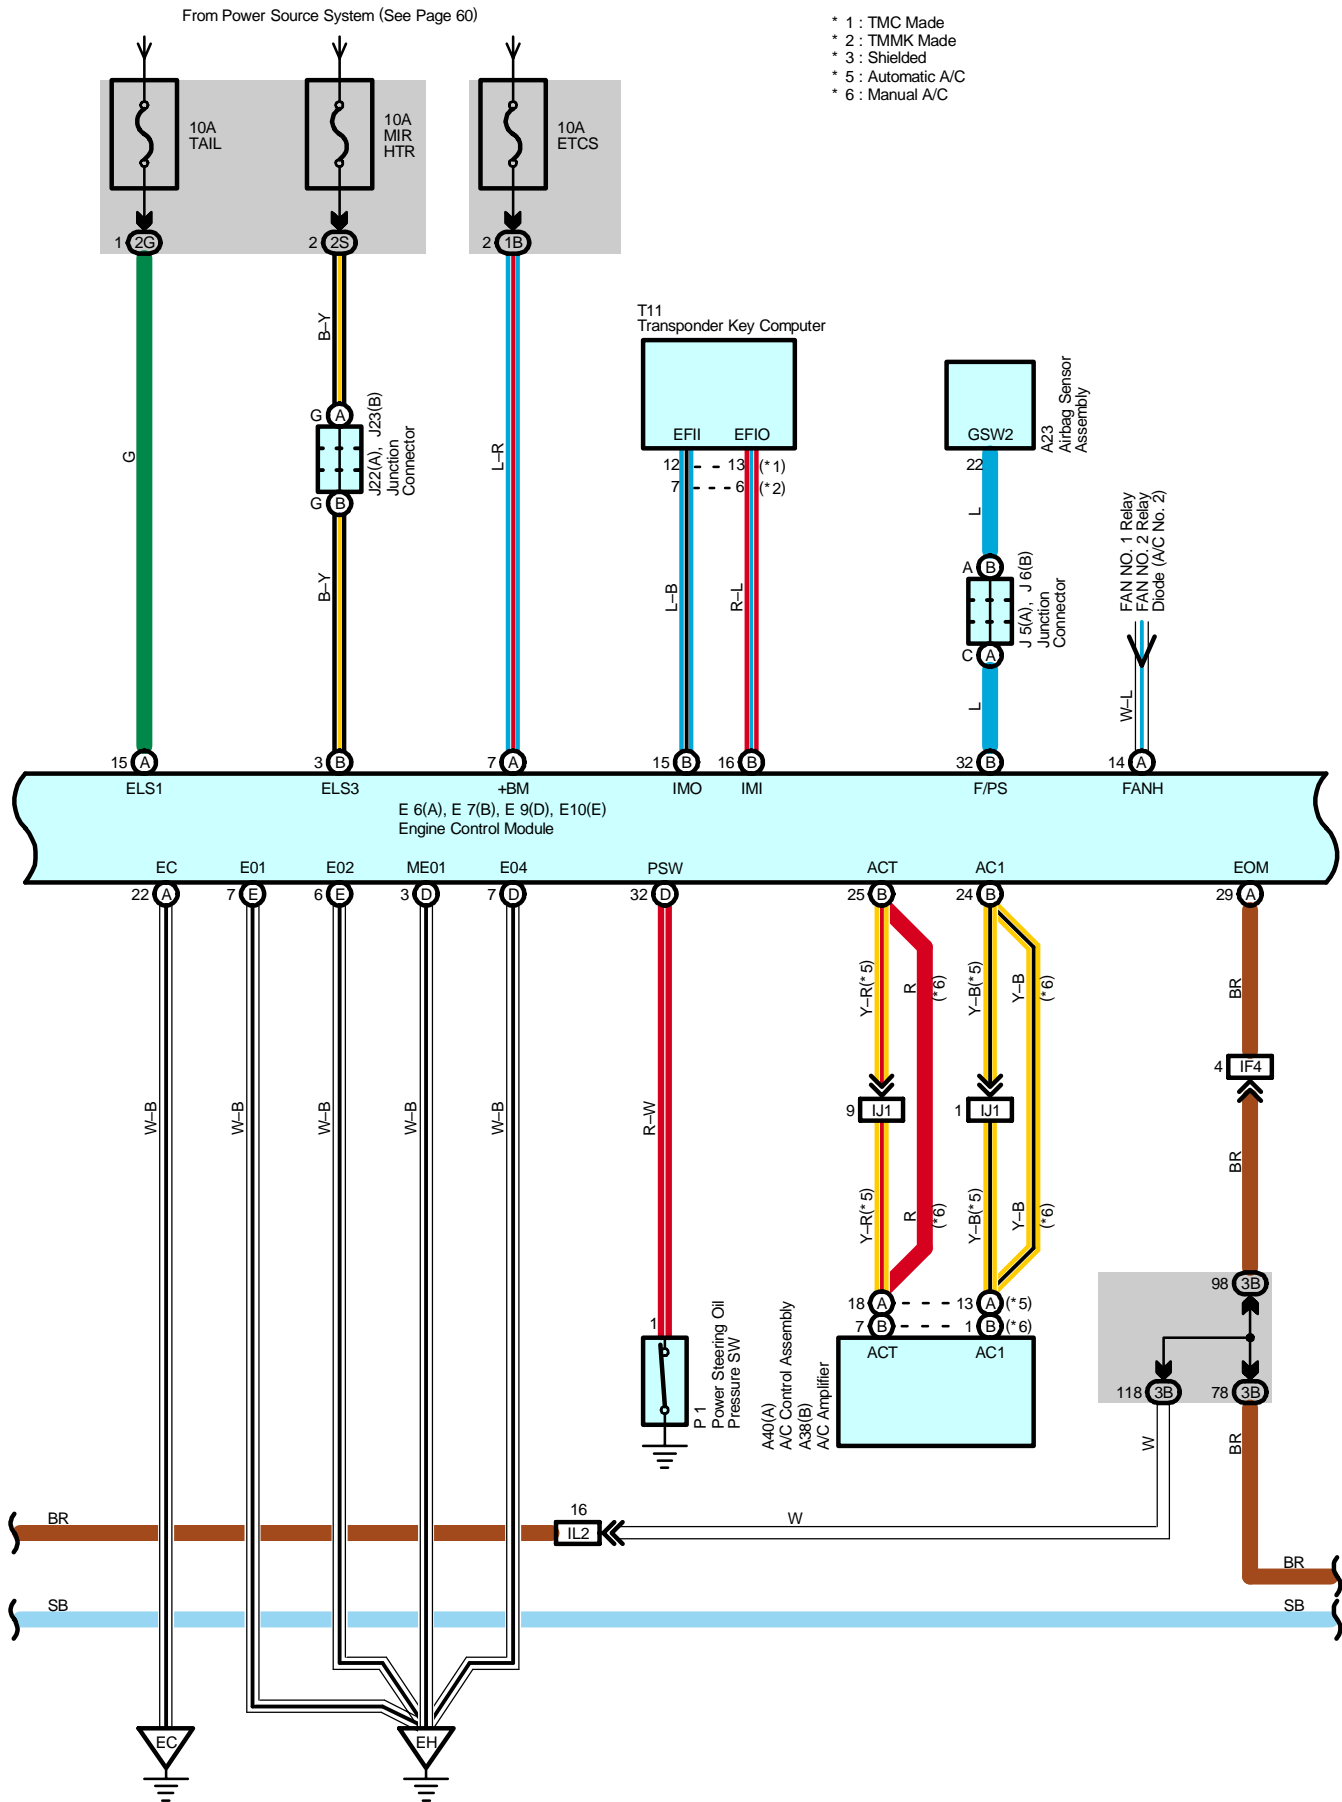 From Power Source System (See Page 60)
* 1 : TMC Made
* 2 : TMMK Made
* 3 : Shielded
* 5 : Automatic A/C
* 6 : Manual A/C
10A
TAIL
10A
MIR
HTR
10A
ETCS
1 2G
2 2S
2 1B
G
B–Y
L–R
G A
J22(A), J23(B)
Junction
Connector
G B
B–Y
T11
Transponder Key Computer
EFII EFIO
12 13 (*1)
7 6 (*2)
L–B
R–L
GSW2
A23
Airbag Sensor
Assembly
22
L
A B
J 5(A), J 6(B)
Junction
Connector
C A
L
FAN NO. 1 Relay
FAN NO. 2 Relay
Diode (A/C No. 2)
W–L
15 A 3 B 7 A 15 B 16 B 32 B 14 A
ELS1 ELS3 +BM IMO IMI F/PS FANH
E 6(A), E 7(B), E 9(D), E10(E)
Engine Control Module
EC E01 E02 ME01 E04 PSW ACT AC1 EOM
22 A 7 E 6 E 3 D 7 D 32 D 25 B 24 B 29 A
Y–R(*5)
R
(*6)
Y–B(*5)
Y–B
(*6)
BR
4 IF4
W–B
W–B
W–B
W–B
W–B
R–W
9 IJ1
1 IJ1
BR
Y–R(*5)
R
(*6)
Y–B(*5)
Y–B
(*6)
98 3B
18 A 13 A (*5)
7 B 1 B (*6)
ACT AC1
1
P 1
Power Steering Oil
Pressure SW
A40(A)
A/C Control Assembly
A38(B)
A/C Amplifier
118 3B 78 3B
W
BR
BR
16
IL2
W
BR
SB
SB
EC
EH